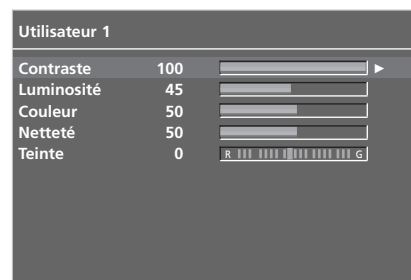 Utilisateur 1
Contraste 100
Luminosité 45
Couleur 50
Netteté 50
Teinte 0 R G